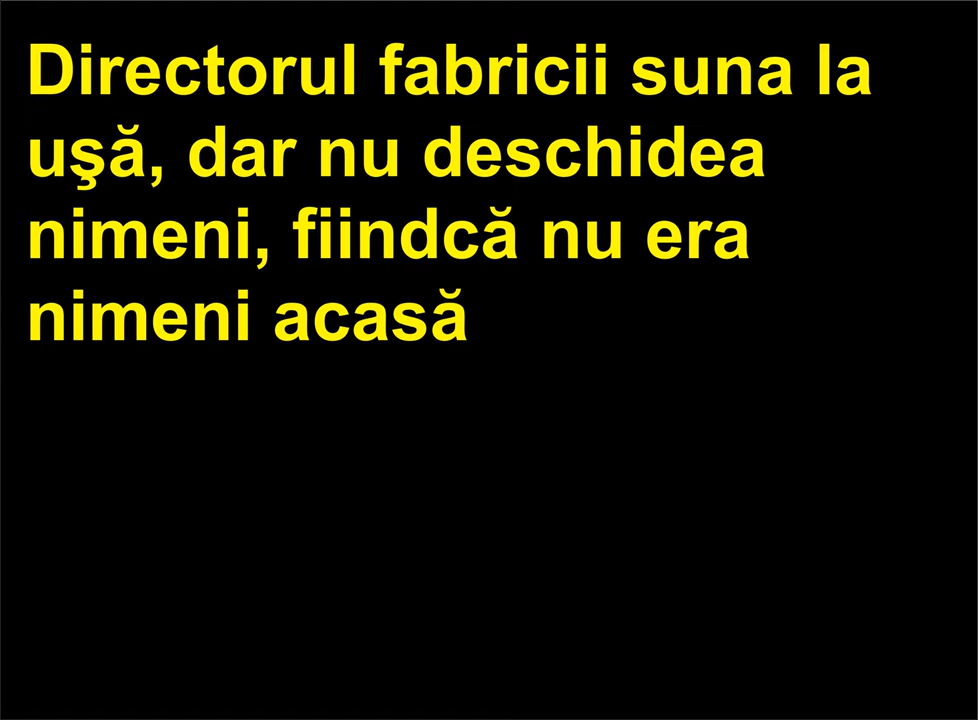 Directorul fabricii suna la
uşă, dar nu deschidea
nimeni, fiindcă nu era
nimeni acasă